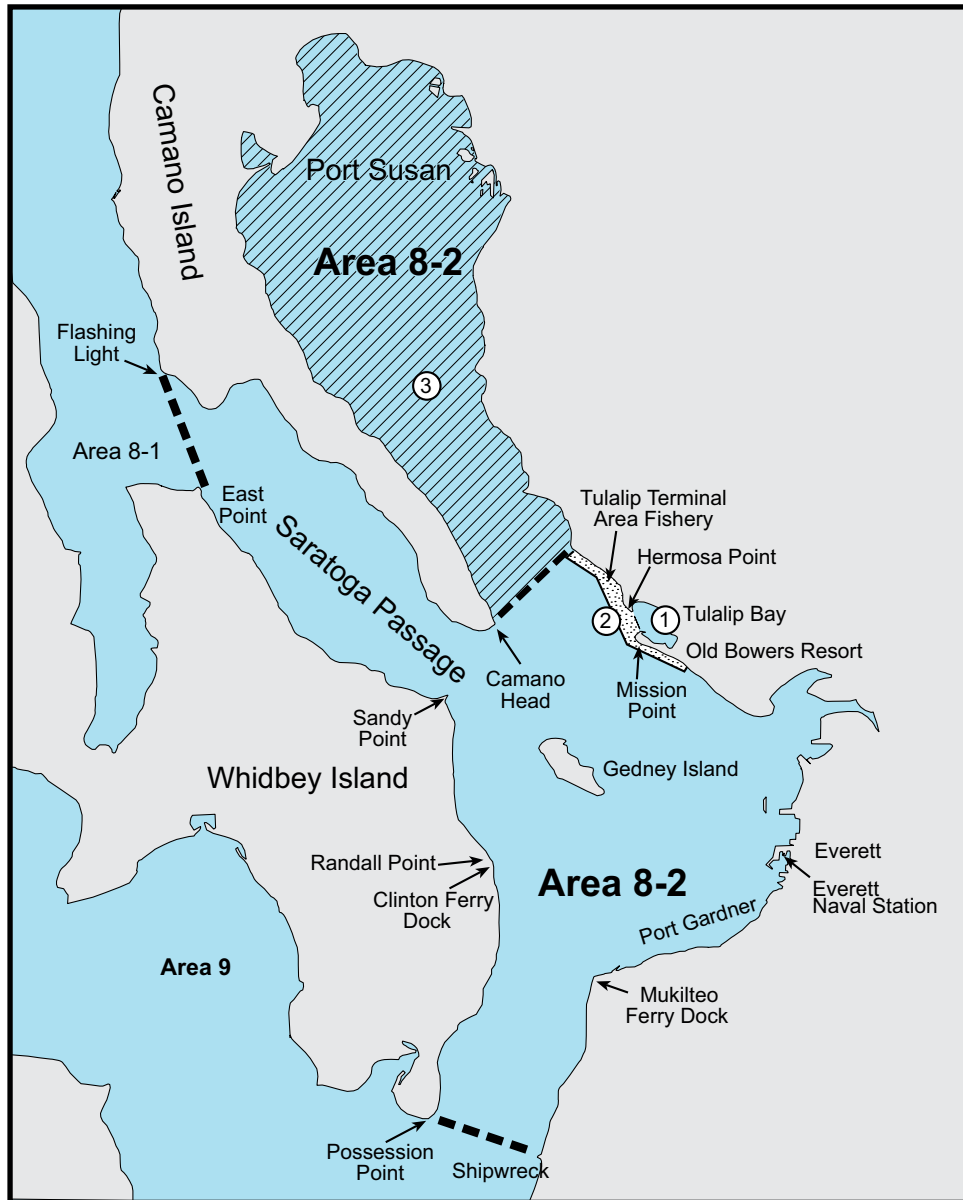 Camano Island
Port Susan
Area 8-2
Flashing
Light
3
Area 8-1
East
Point
Saratoga Passage
Tulalip Terminal
Area Fishery
Hermosa Point
2
1
Tulalip Bay
Old Bowers Resort
Camano
Head
Mission
Point
Sandy
Point
Gedney Island
Whidbey Island
Randall Point
Clinton Ferry
Dock
Area 8-2
Everett
Everett
Naval Station
Port Gardner
Area 9
Mukilteo
Ferry Dock
Possession
Point
Shipwreck